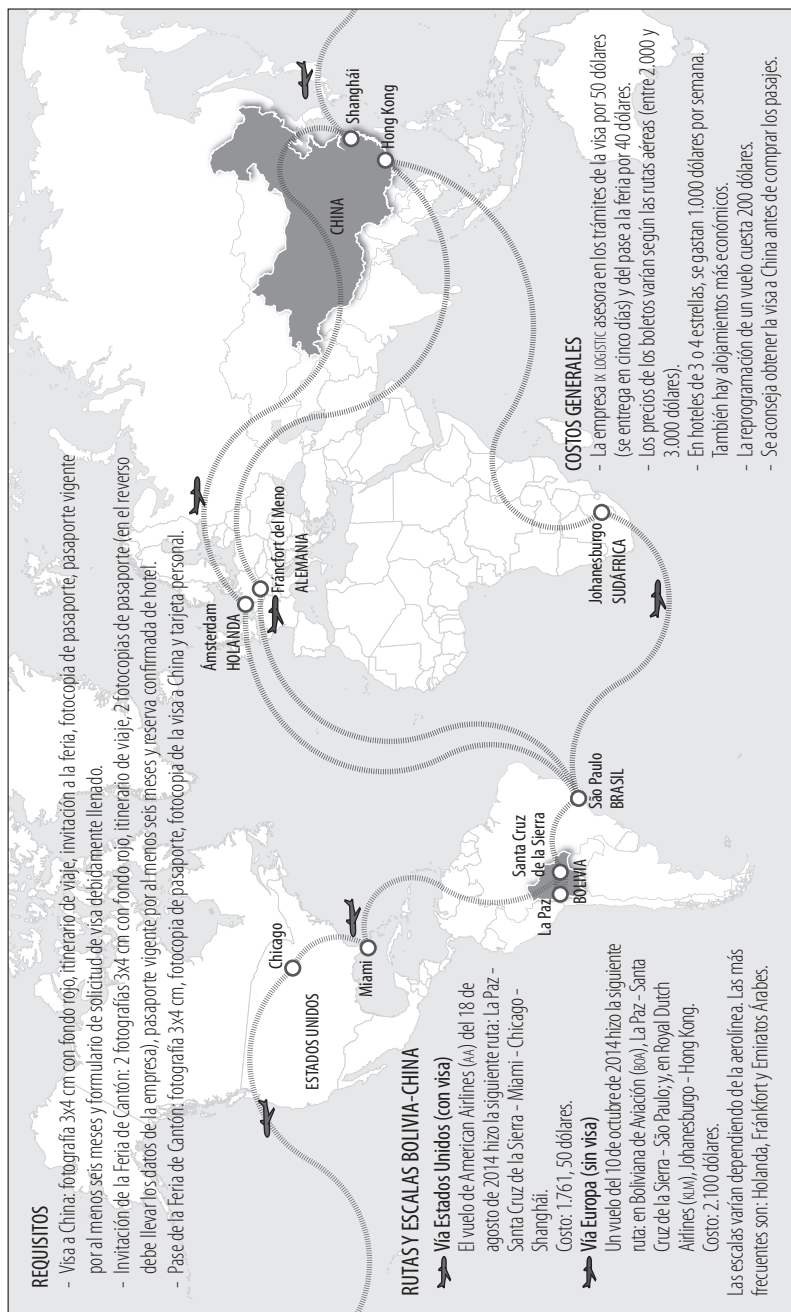 REQUISITOS
- Visa a China: fotografía 3x4 cm con fondo rojo, itinerario de viaje, invitación a la feria, fotocopia de pasaporte, pasaporte vigente
por al menos seis meses y formulario de solicitud de visa debidamente llenado.
- Invitación de la Feria de Cantón: 2 fotografías 3x4 cm con fondo rojo, itinerario de viaje, 2 fotocopias de pasaporte (en el reverso
debe llevar los datos de la empresa), pasaporte vigente por al menos seis meses y reserva confirmada de hotel.
- Pase de la Feria de Cantón: fotografía 3x4 cm, fotocopia de pasaporte, fotocopia de la visa a China y tarjeta personal.
Chicago
ESTADOS UNIDOS
Miami
Ámsterdam
HOLANDA
Fráncfort del Meno
ALEMANIA
CHINA
Shanghái
Hong Kong
La Paz
Santa Cruz
de la Sierra
BOLIVIA
São Paulo
BRASIL
Johanesburgo
SUDÁFRICA
RUTAS Y ESCALAS BOLIVIA-CHINA
Vía Estados Unidos (con visa)
El vuelo de American Airlines (AA) del 18 de
agosto de 2014 hizo la siguiente ruta: La Paz –
Santa Cruz de la Sierra – Miami – Chicago –
Shanghái.
Costo: 1.761, 50 dólares.
Vía Europa (sin visa)
Un vuelo del 10 de octubre de 2014 hizo la siguiente
ruta: en Boliviana de Aviación (BOA), La Paz – Santa
Cruz de la Sierra – São Paulo; y, en Royal Dutch
Airlines (KLM), Johanesburgo – Hong Kong.
Costo: 2.100 dólares.
Las escalas varían dependiendo de la aerolínea. Las más
frecuentes son: Holanda, Fránkfort y Emiratos Árabes.
COSTOS GENERALES
- La empresa IX LOGISTIC asesora en los trámites de la visa por 50 dólares
(se entrega en cinco días) y del pase a la feria por 40 dólares.
- Los precios de los boletos varían según las rutas aéreas (entre 2.000 y
3.000 dólares).
- En hoteles de 3 o 4 estrellas, se gastan 1.000 dólares por semana.
También hay alojamientos más económicos.
- La reprogramación de un vuelo cuesta 200 dólares.
- Se aconseja obtener la visa a China antes de comprar los pasajes.